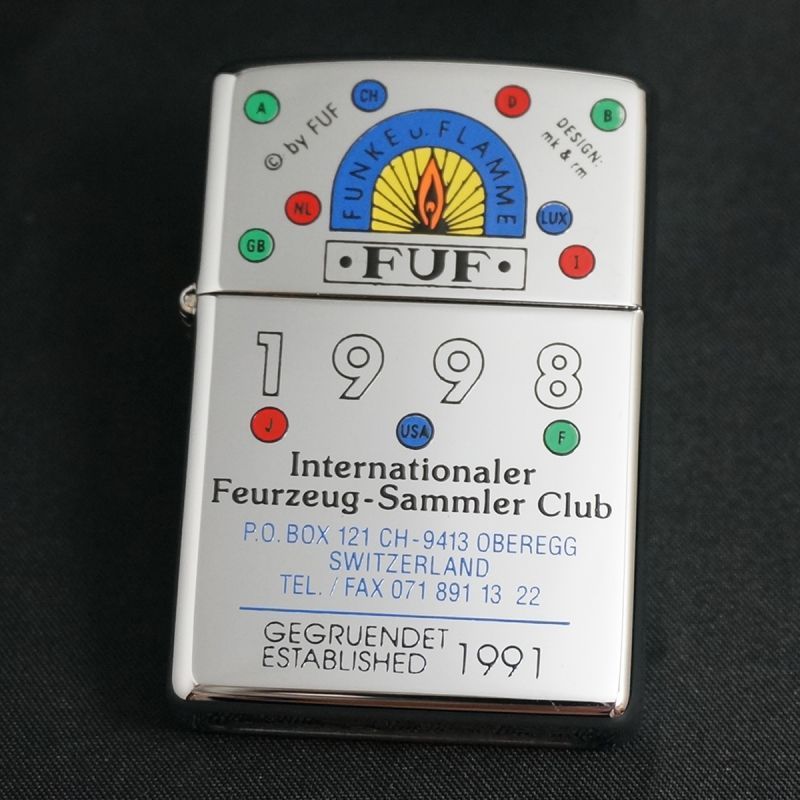 A
CH
D
B
© by FUF
DESIGN:
mk & rm
FUNKE u. FLAMME
NL
LUX
GB
I
·FUF·
1998
J
USA
F
Internationaler
Feurzeug-Sammler Club
P.O. BOX 121 CH-9413 OBEREGG
SWITZERLAND
TEL. / FAX 071 891 13 22
GEGRUENDET
ESTABLISHED 1991